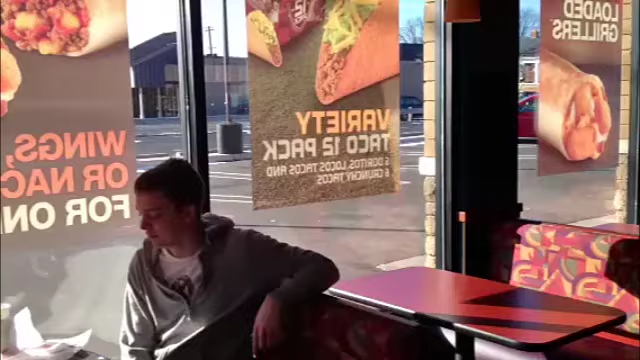 WINGS,
OR NAC
FOR ON
VARIETY
TACO 12 PACK
6 DORITOS LOCOS TACOS AND
6 CRUNCHY TACOS
LOADED
GRILLERS